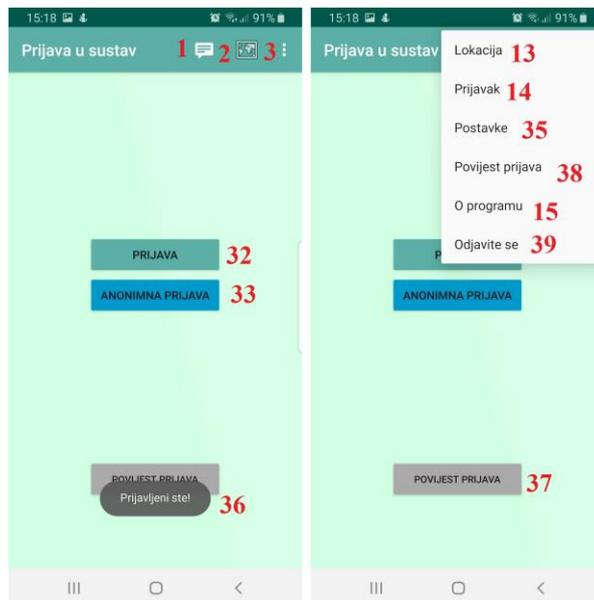 15:18 91%
Prijava u sustav 1 2 3
PRIJAVA 32
ANONIMNA PRIJAVA 33
POVIJEST PRIJAVA
Prijavljeni ste! 36
15:18 91%
Prijava u sustav
Lokacija 13
Prijavak 14
Postavke 35
Povijest prijava 38
O programu 15
Odjavite se 39
P
ANONIMNA PRIJAVA
POVIJEST PRIJAVA 37